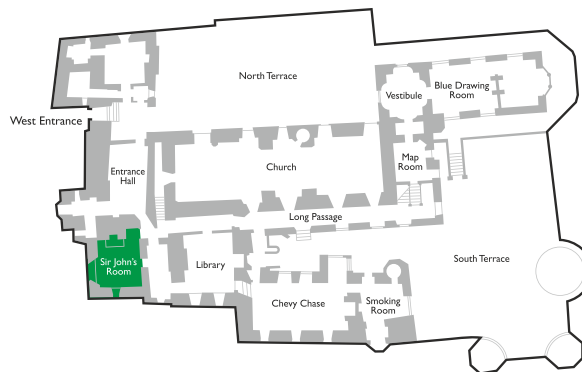 North Terrace
Vestibule
Blue Drawing
Room
West Entrance
Entrance
Hall
Church
Map
Room
Long Passage
Sir John's
Room
Library
South Terrace
Chevy Chase
Smoking
Room